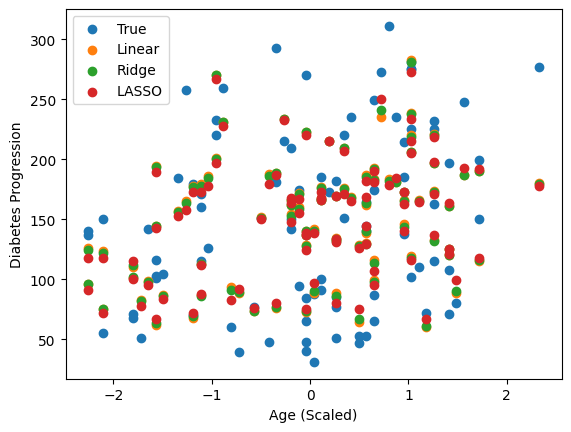 True
Linear
Ridge
LASSO
300
250
200
150
100
50
Diabetes Progression
−2
−1
0
1
2
Age (Scaled)